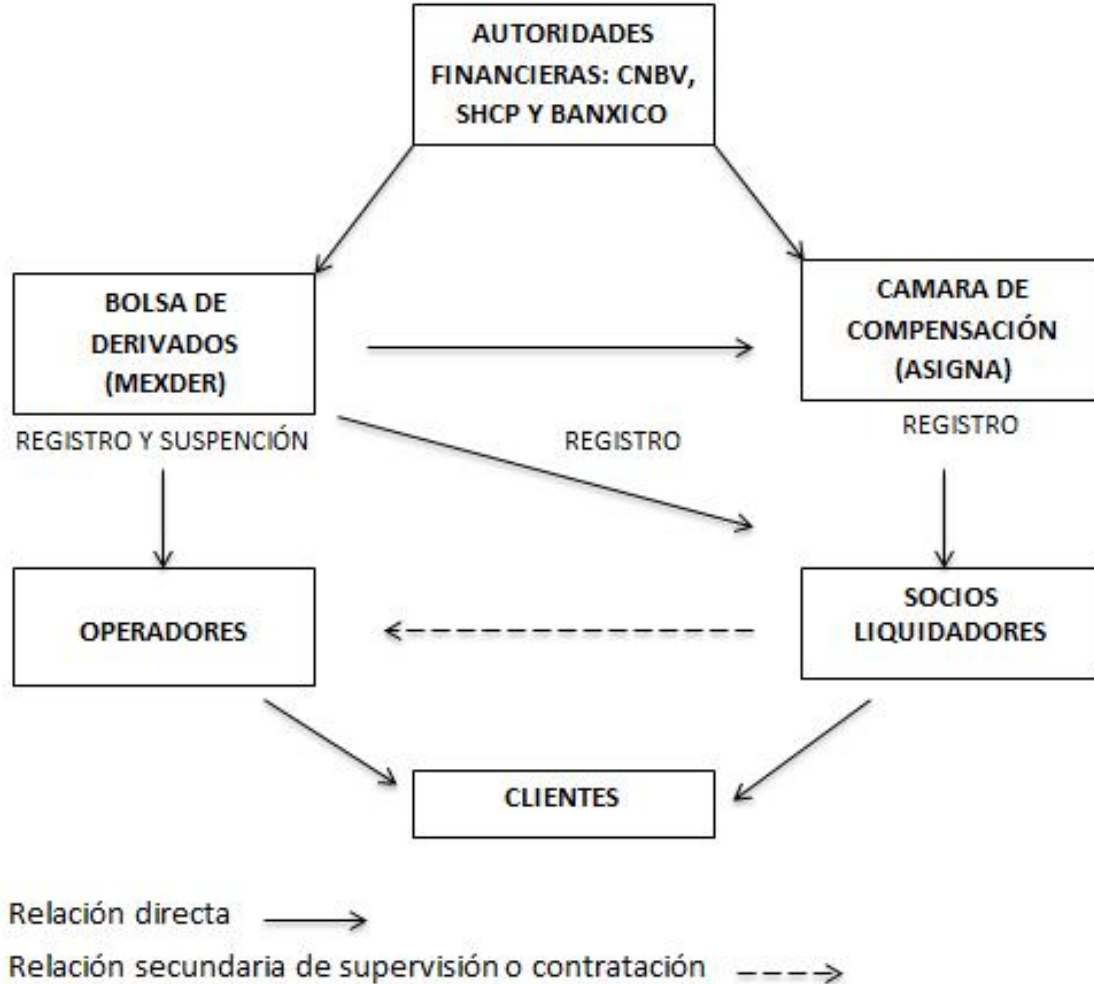 AUTORIDADES
FINANCIERAS: CNBV,
SHCP Y BANXICO
BOLSA DE
DERIVADOS
(MEXDER)
CAMARA DE
COMPENSACIÓN
(ASIGNA)
REGISTRO Y SUSPENCIÓN
REGISTRO
REGISTRO
OPERADORES
SOCIOS
LIQUIDADORES
CLIENTES
Relación directa
Relación secundaria de supervisión o contratación